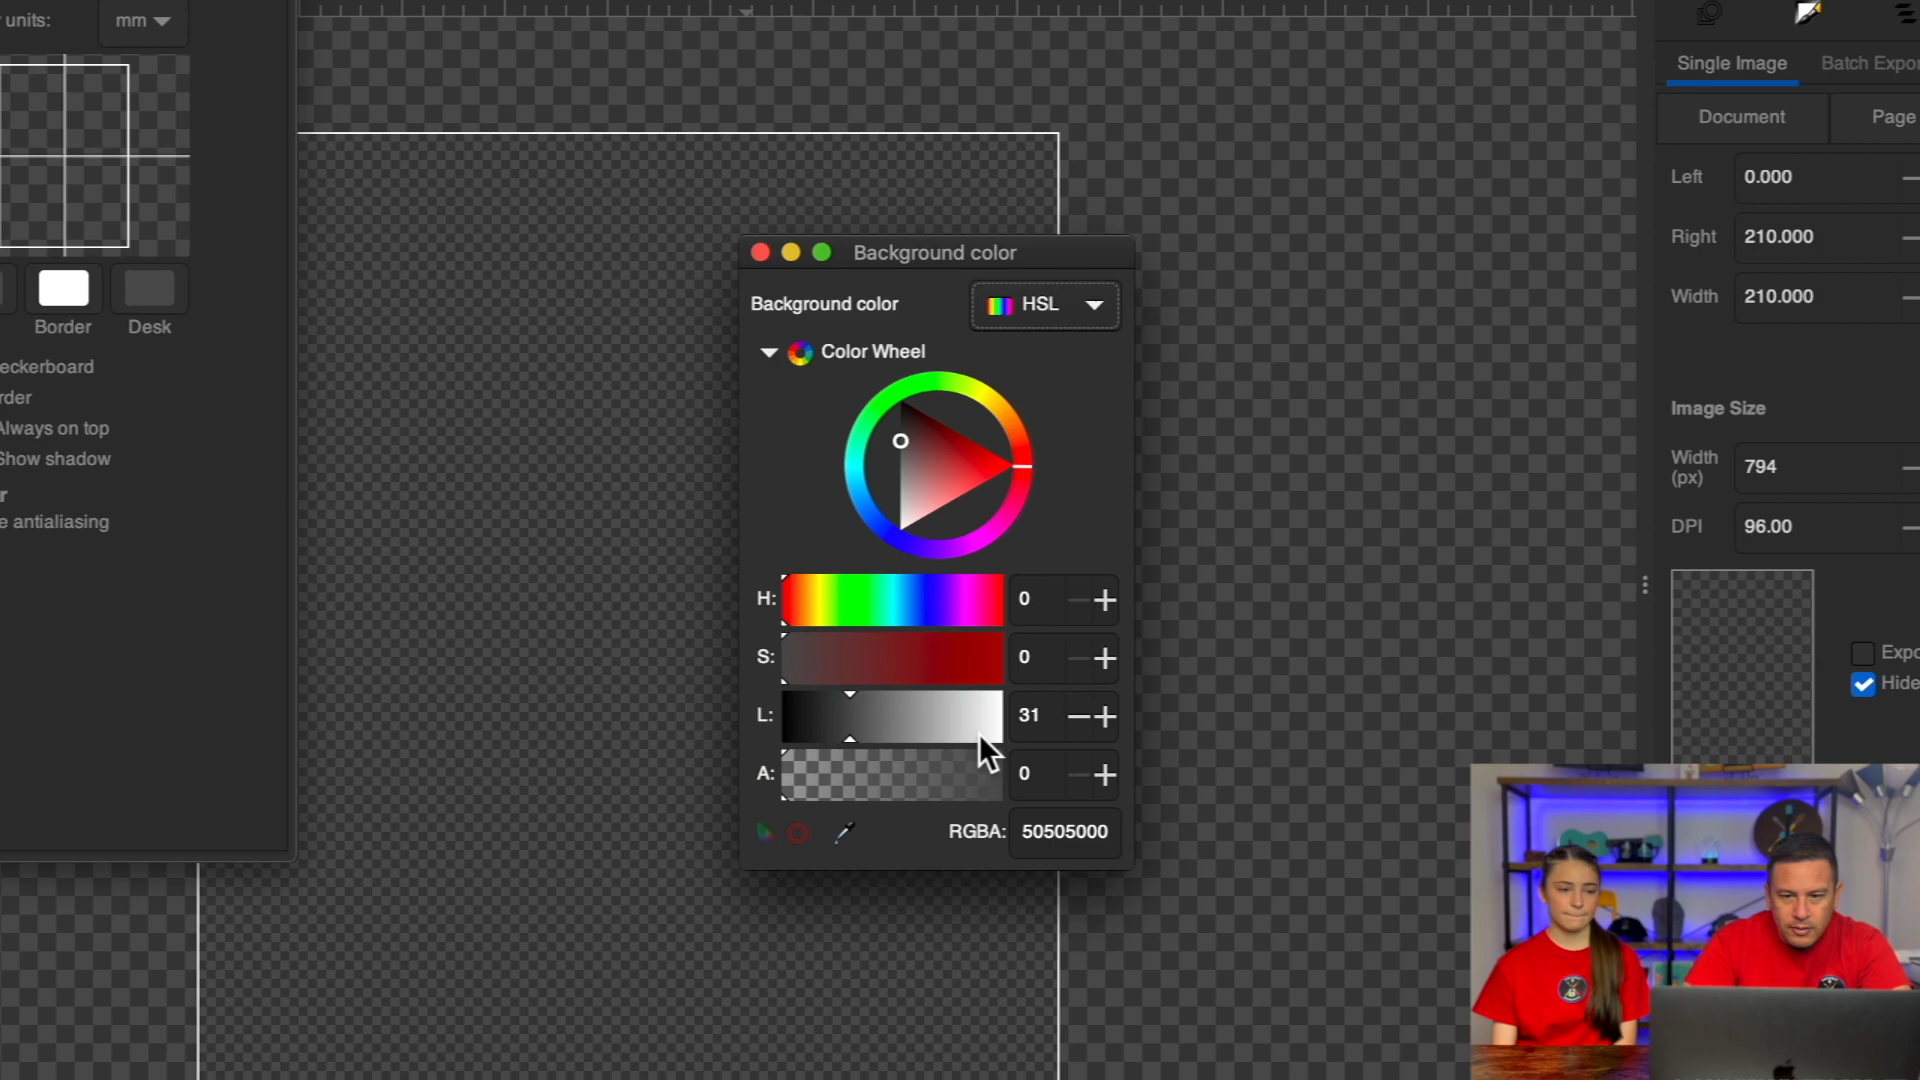 units:
mm
Border
Desk
eckerboard
rder
Always on top
Show shadow
r
e antialiasing
Background color
Background color
HSL
Color Wheel
H:
0
S:
0
L:
31
A:
0
RGBA:
50505000
Single Image
Batch Expor
Document
Page
Left
0.000
Right
210.000
Width
210.000
Image Size
Width
(px)
794
DPI
96.00
Expo
Hide